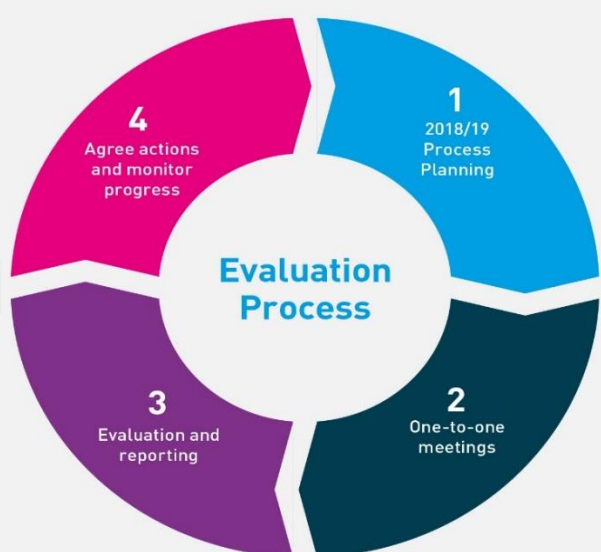 Evaluation
Process
1
2018/19
Process
Planning
2
One-to-one
meetings
3
Evaluation and
reporting
4
Agree actions
and monitor
progress